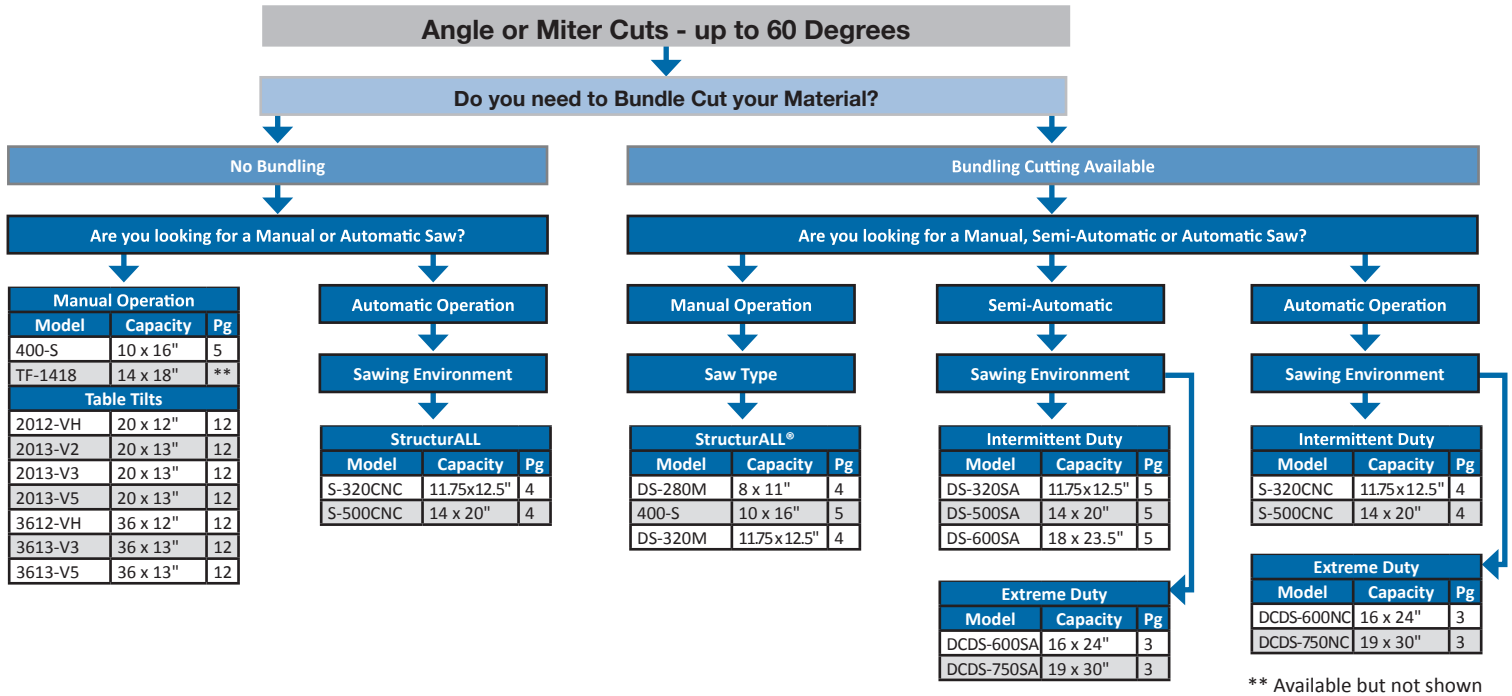 Angle or Miter Cuts - up to 60 Degrees
Do you need to Bundle Cut your Material?
No Bundling
Are you looking for a Manual or Automatic Saw?
Manual Operation
Model Capacity Pg
400-S 10 x 16" 5
TF-1418 14 x 18" **
Table Tilts
2012-VH 20 x 12" 12
2013-V2 20 x 13" 12
2013-V3 20 x 13" 12
2013-V5 20 x 13" 12
3612-VH 36 x 12" 12
3613-V3 36 x 13" 12
3613-V5 36 x 13" 12
Automatic Operation
Sawing Environment
StructurALL
Model Capacity Pg
S-320CNC 11.75x12.5" 4
S-500CNC 14 x 20" 4
Bundling Cutting Available
Are you looking for a Manual, Semi-Automatic or Automatic Saw?
Manual Operation
Saw Type
StructurALL®
Model Capacity Pg
DS-280M 8 x 11" 4
400-S 10 x 16" 5
DS-320M 11.75x12.5" 4
Semi-Automatic
Sawing Environment
Intermittent Duty
Model Capacity Pg
DS-320SA 11.75x12.5" 5
DS-500SA 14 x 20" 5
DS-600SA 18 x 23.5" 5
Extreme Duty
Model Capacity Pg
DCDS-600SA 16 x 24" 3
DCDS-750SA 19 x 30" 3
Automatic Operation
Sawing Environment
Intermittent Duty
Model Capacity Pg
S-320CNC 11.75x12.5" 4
S-500CNC 14 x 20" 4
Extreme Duty
Model Capacity Pg
DCDS-600NC 16 x 24" 3
DCDS-750NC 19 x 30" 3
** Available but not shown